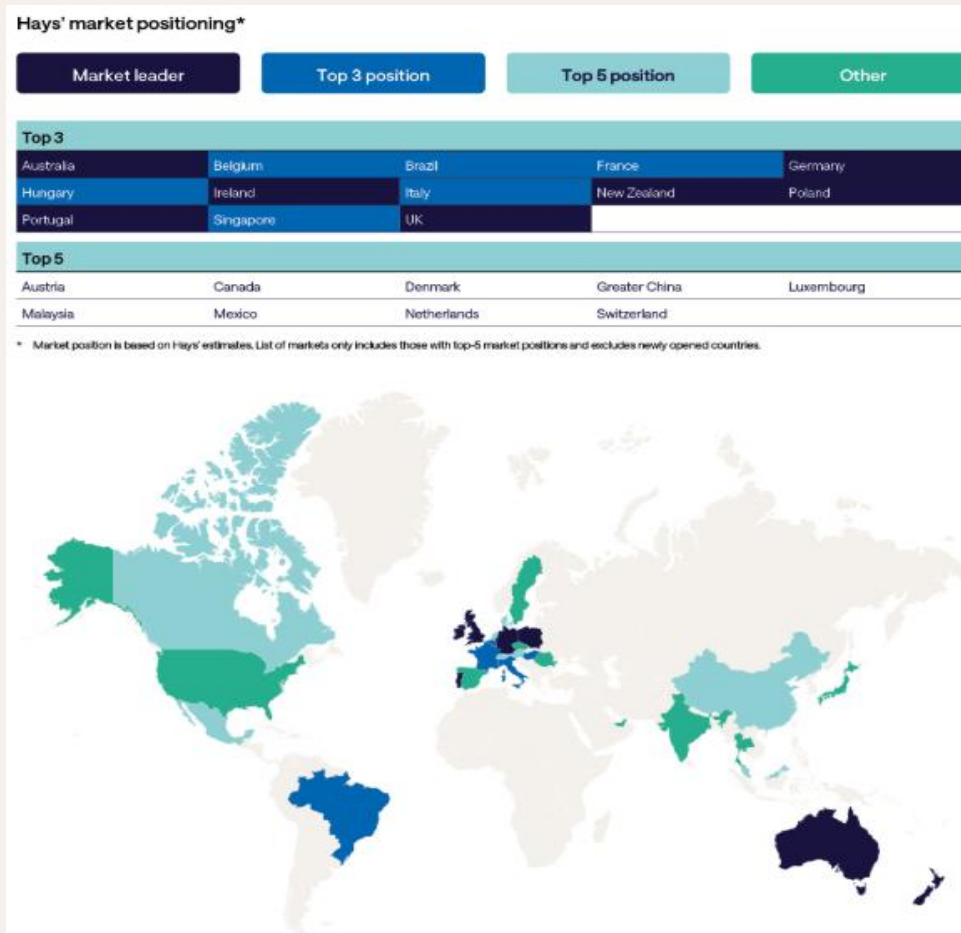 Hays' market positioning*
Market leader Top 3 position Top 5 position Other
Top 3
Australia Belgium Brazil France Germany
Hungary Ireland Italy New Zealand Poland
Portugal Singapore UK
Top 5
Austria Canada Denmark Greater China Luxembourg
Malaysia Mexico Netherlands Switzerland
* Market position is based on Hays' estimates. List of markets only includes those with top-5 market positions and excludes newly opened countries.